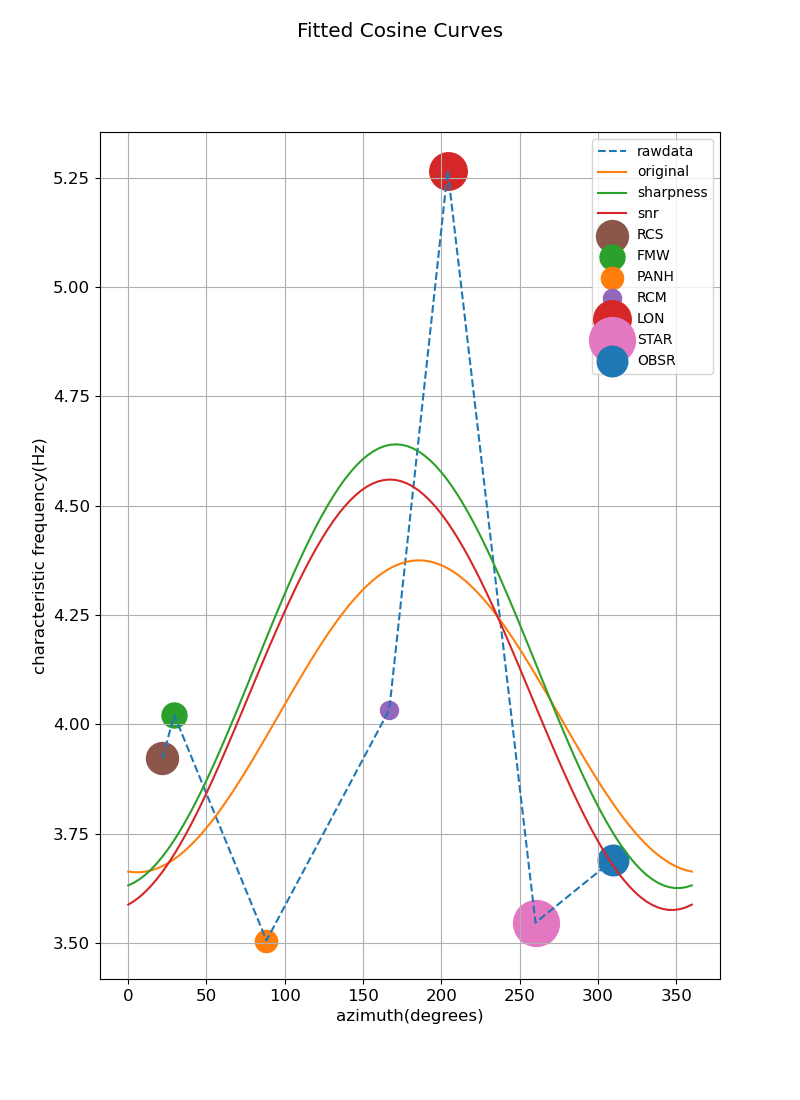 Fitted Cosine Curves
rawdata
original
sharpness
snr
RCS
FMW
PANH
RCM
LON
STAR
OBSR
5.25
5.00
4.75
4.50
4.25
4.00
3.75
3.50
characteristic frequency(Hz)
0 50 100 150 200 250 300 350
azimuth(degrees)